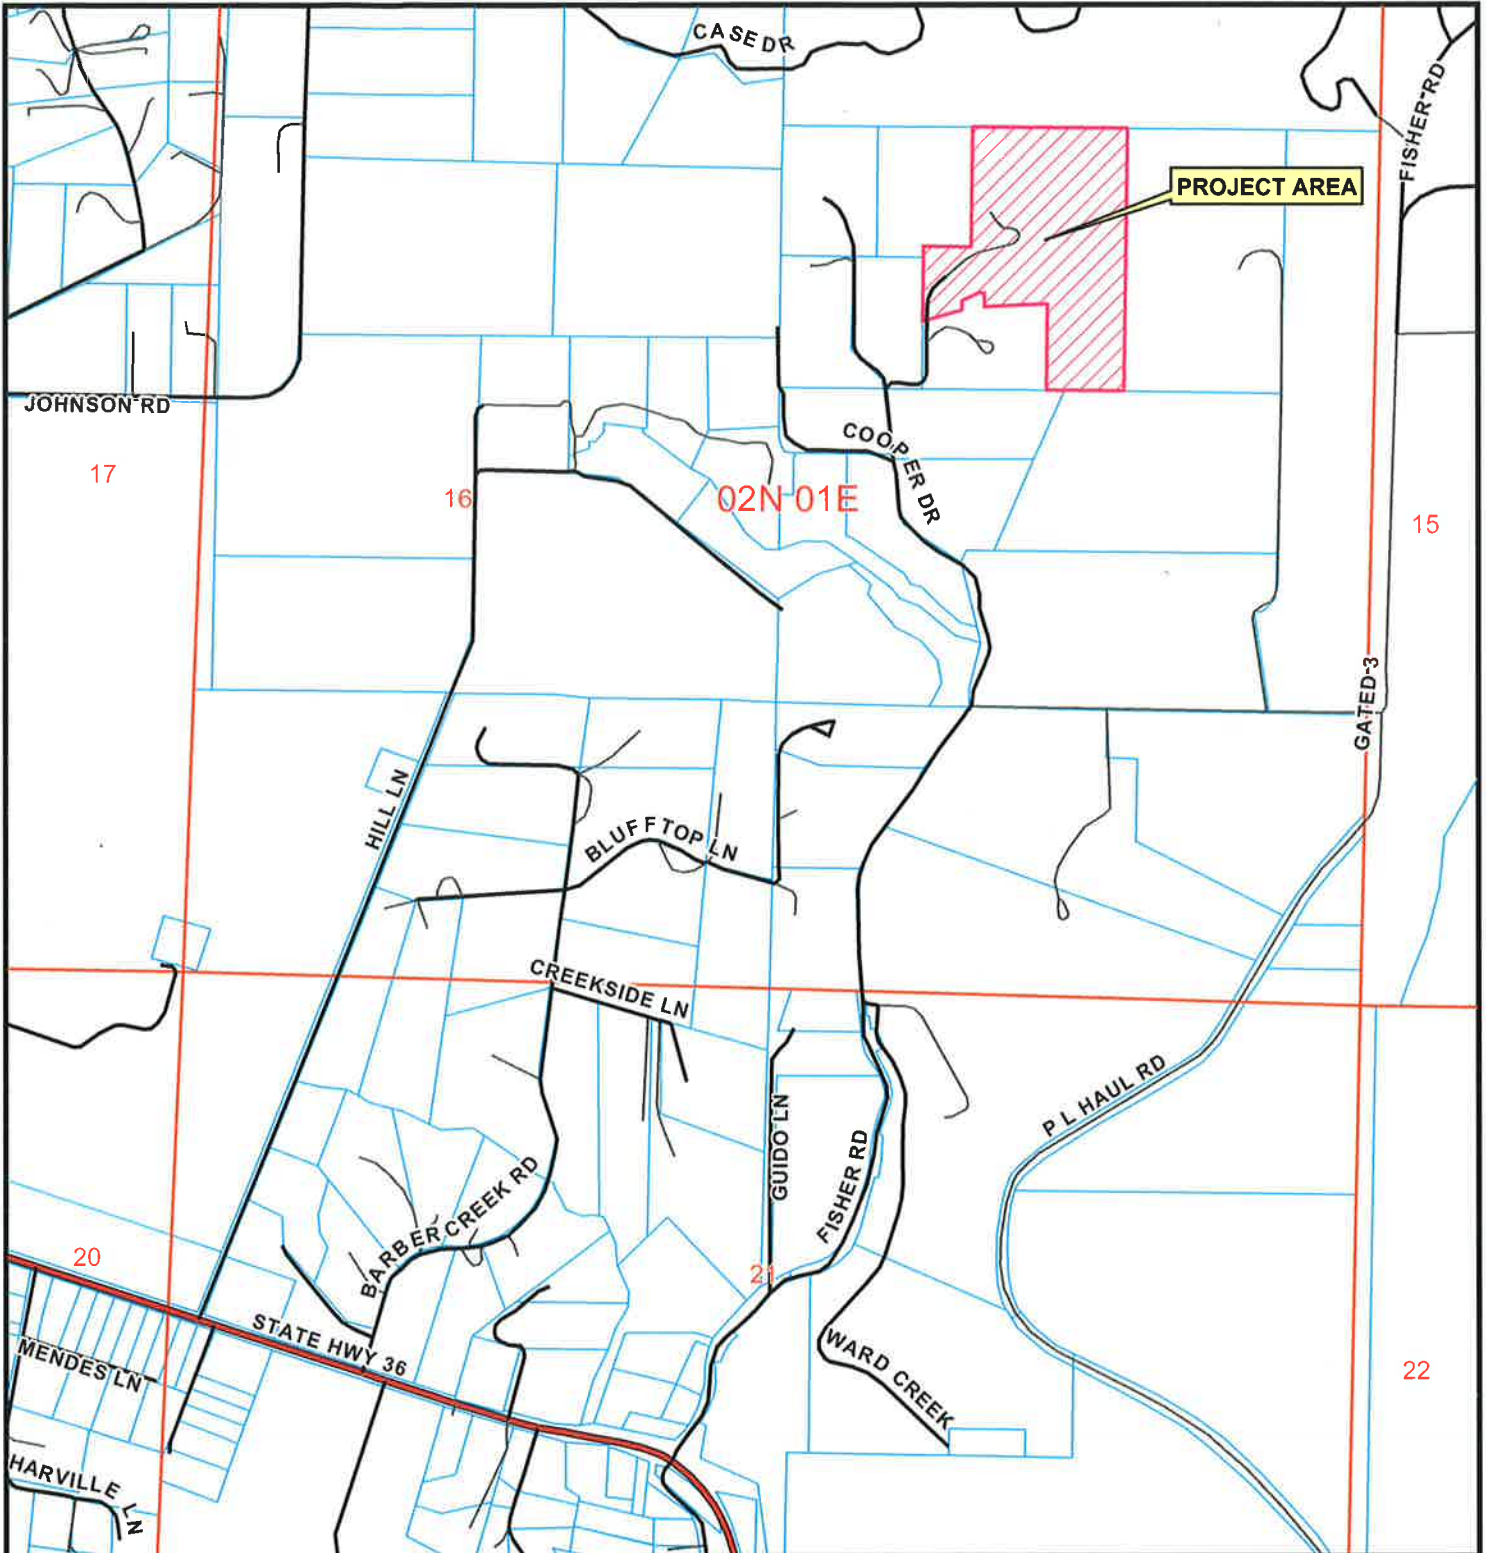 CASE DR
FISHER RD
PROJECT AREA
JOHNSON RD
COOPER DR
17
16
02N 01E
15
GATED-3
HILL LN
BLUFF TOP LN
CREEKSIDE LN
P L HAUL RD
GUIDO LN
FISHER RD
BARBER CREEK RD
20
21
STATE HWY 36
WARD CREEK
MENDES LN
22
HARVILLE LN